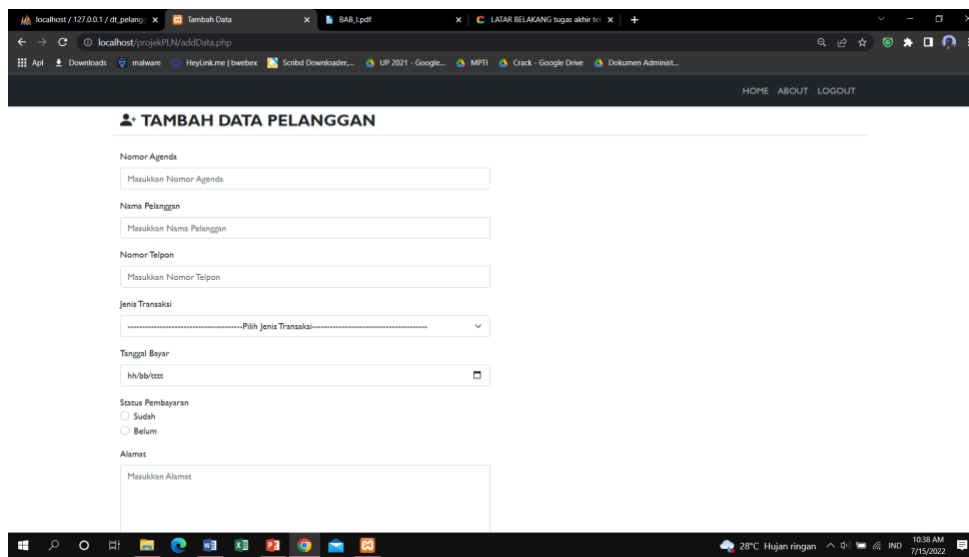 localhost / 127.0.0.1 / dt_pelangg
Tambah Data
BAB_I.pdf
LATAR BELAKANG tugas akhir tek
localhost/projekPLN/addData.php
Apl
Downloads
malware
HeyLink.me | bwebex
Scribd Downloader,...
UP 2021 - Google...
MPTI
Crack - Google Drive
Dokumen Administ...
HOME ABOUT LOGOUT
TAMBAH DATA PELANGGAN
Nomor Agenda
Masukkan Nomor Agenda
Nama Pelanggan
Masukkan Nama Pelanggan
Nomor Telpon
Masukkan Nomor Telpon
Jenis Transaksi
---------------------------------------Pilih Jenis Transaksi---------------------------------------
Tanggal Bayar
hh/bb/tttt
Status Pembayaran
Sudah
Belum
Alamat
Masukkan Alamat
28°C Hujan ringan
IND
10:38 AM
7/15/2022